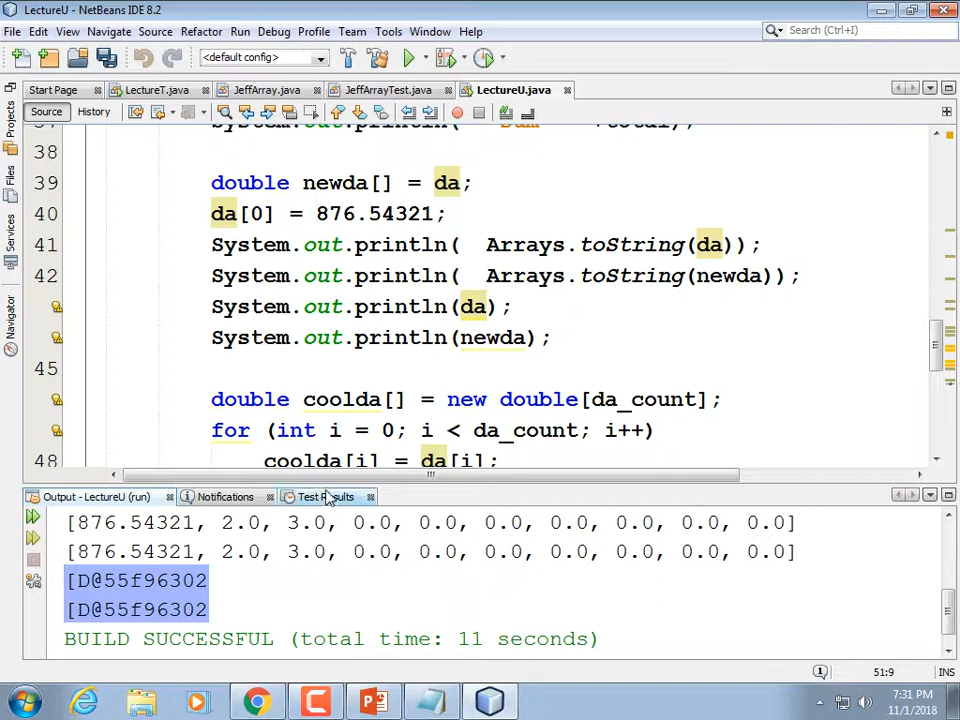 LectureU - NetBeans IDE 8.2
File Edit View Navigate Source Refactor Run Debug Profile Team Tools Window Help
Search (Ctrl+I)
<default config>
Start Page LectureT.java JeffArray.java JeffArrayTest.java LectureU.java
Source History
Projects
Files
Services
Navigator
38
39 double newda[] = da;
40 da[0] = 876.54321;
41 System.out.println( Arrays.toString(da));
42 System.out.println( Arrays.toString(newda));
System.out.println(da);
System.out.println(newda);
45
double coolda[] = new double[da_count];
for (int i = 0; i < da_count; i++)
48 coolda[i] = da[i];
Output - LectureU (run) Notifications Test Results
[876.54321, 2.0, 3.0, 0.0, 0.0, 0.0, 0.0, 0.0, 0.0, 0.0]
[876.54321, 2.0, 3.0, 0.0, 0.0, 0.0, 0.0, 0.0, 0.0, 0.0]
[D@55f96302
[D@55f96302
BUILD SUCCESSFUL (total time: 11 seconds)
51:9 INS
7:31 PM
11/1/2018